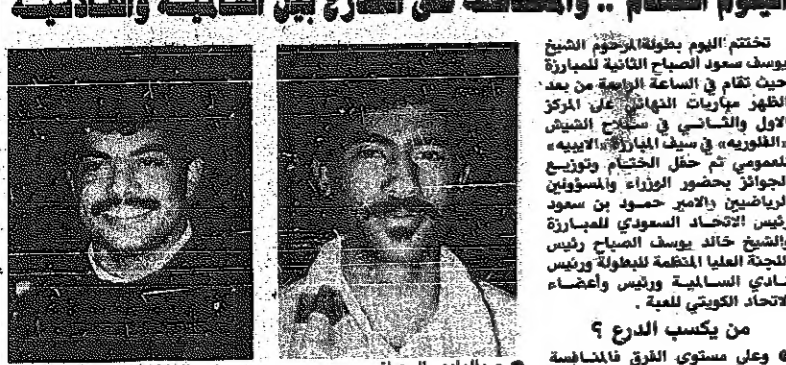 اليوم الختام .. والمنافسة على الدرع بين السالمية والقادسية
تختتم اليوم بطولة المرحوم الشيخ
يوسف سعود الصباح الثانية للمبارزة
حيث تقام في الساعة الرابعة من بعد
الظهر مباريات النهائي على المركز
الاول والثاني في سلاح الشيش
«الفلوريه» في سيف المبارزة «الابييه»
للعمومي ثم حفل الختام وتوزيع
الجوائز بحضور الوزراء والمسؤولين
الرياضيين والامير حمود بن سعود
رئيس الاتحاد السعودي للمبارزة
والشيخ خالد يوسف الصباح رئيس
اللجنة العليا المنظمة للبطولة ورئيس
نادي السالمية ورئيس وأعضاء
الاتحاد الكويتي للعبة .
من يكسب الدرع ؟
● وعلى مستوى الفرق فالمنافسة